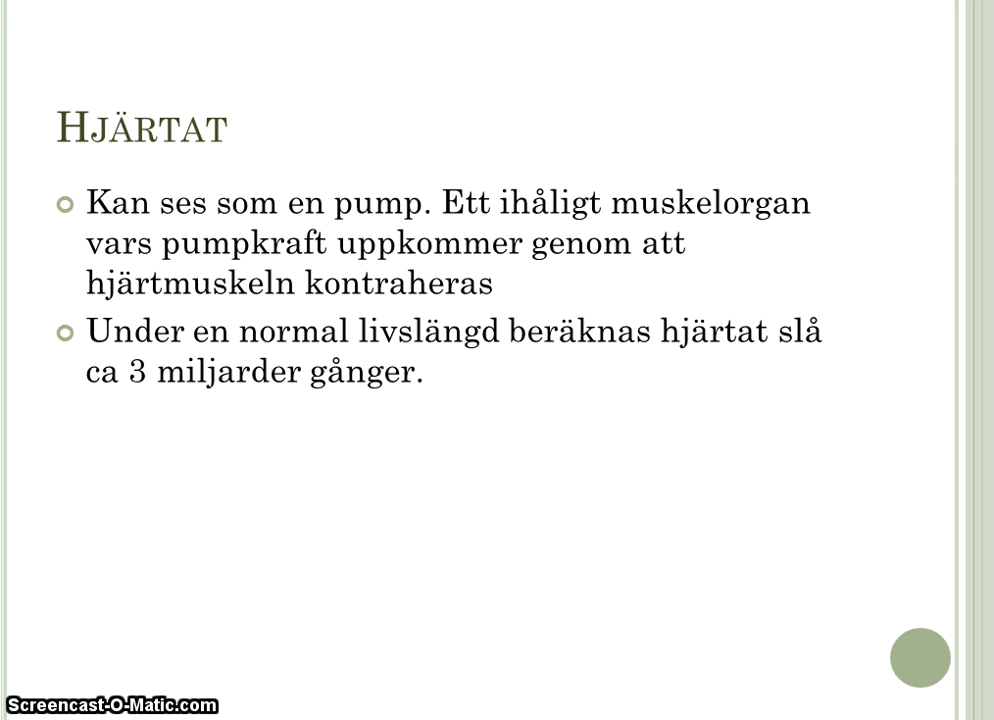 HJÄRTAT
Kan ses som en pump. Ett ihåligt muskelorgan
vars pumpkraft uppkommer genom att
hjärtmuskeln kontraheras
Under en normal livslängd beräknas hjärtat slå
ca 3 miljarder gånger.
Screencast-O-Matic.com